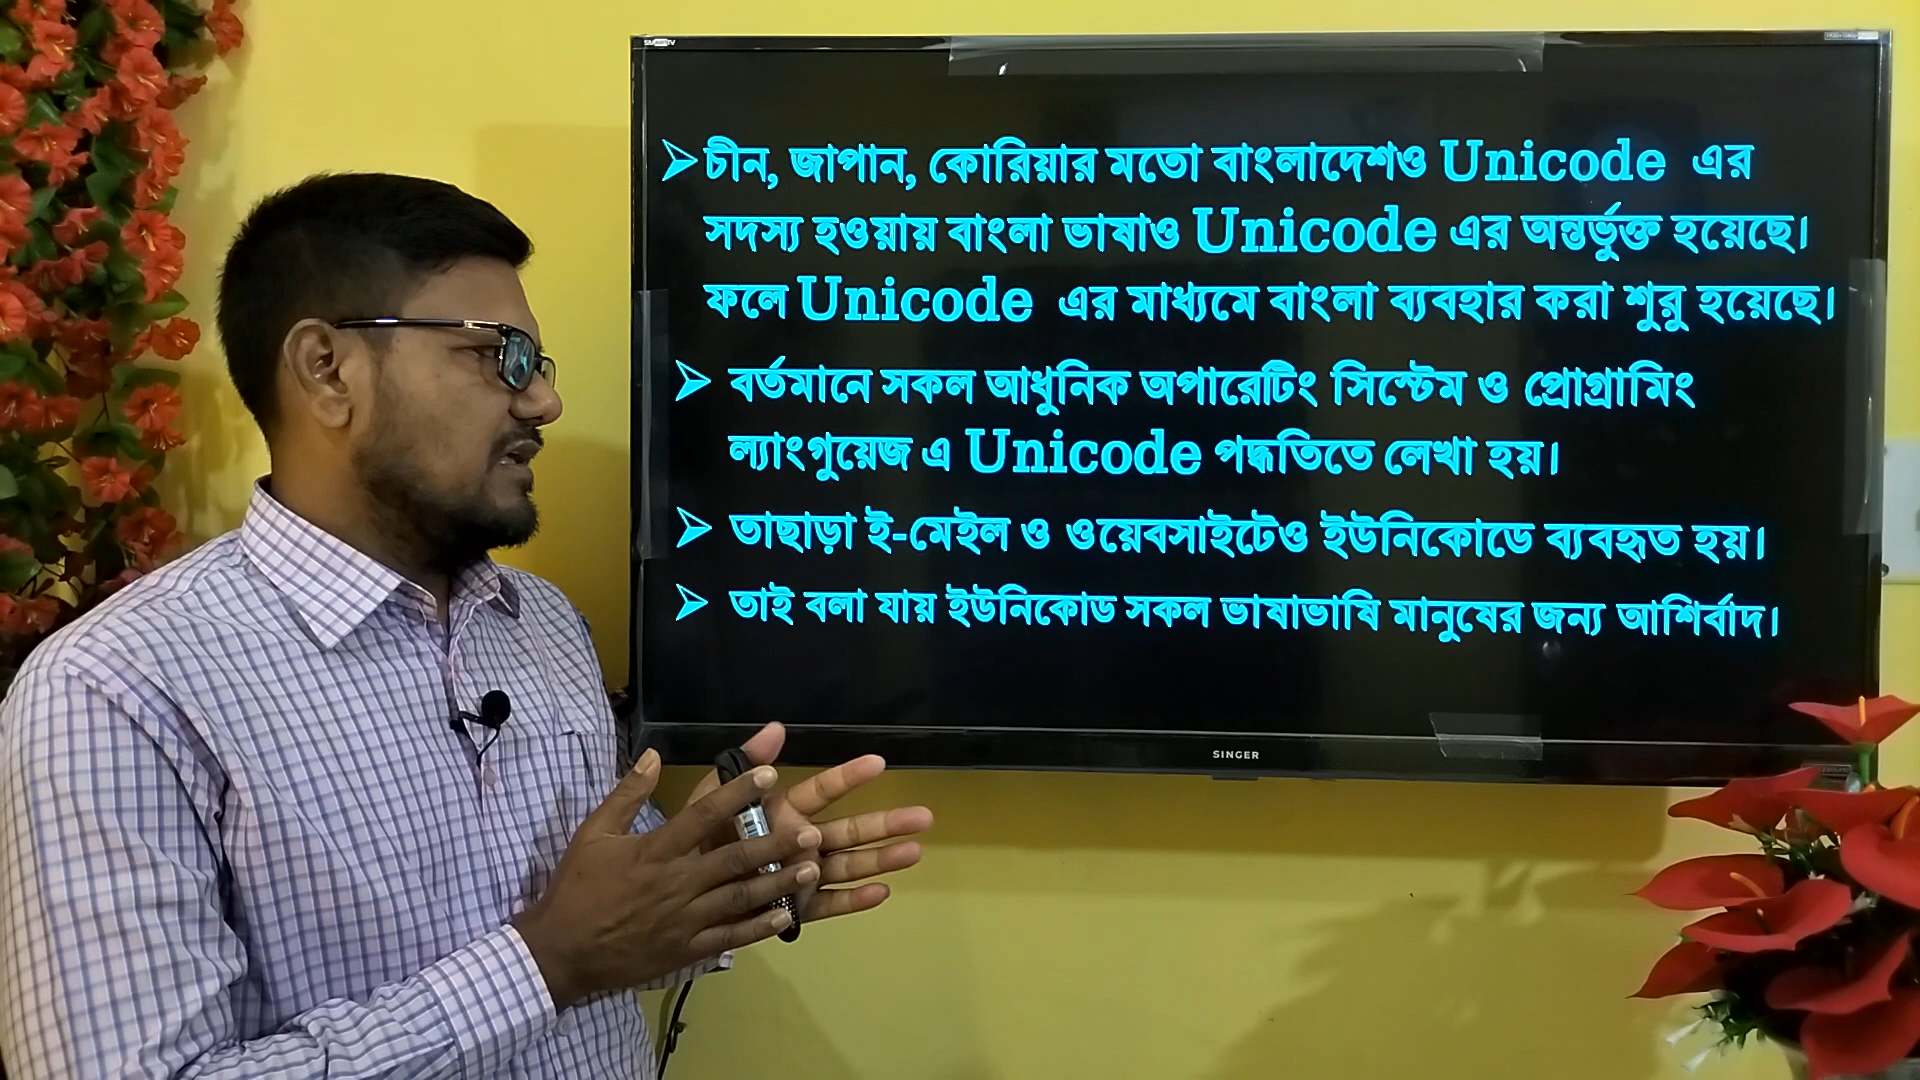 ➢চীন, জাপান, কোরিয়ার মতো বাংলাদেশও Unicode এর
সদস্য হওয়ায় বাংলা ভাষাও Unicode এর অন্তর্ভুক্ত হয়েছে।
ফলে Unicode এর মাধ্যমে বাংলা ব্যবহার করা শুরু হয়েছে।
➢ বর্তমানে সকল আধুনিক অপারেটিং সিস্টেম ও প্রোগ্রামিং
ল্যাংগুয়েজ এ Unicode পদ্ধতিতে লেখা হয়।
➢ তাছাড়া ই-মেইল ও ওয়েবসাইটেও ইউনিকোডে ব্যবহৃত হয়।
➢ তাই বলা যায় ইউনিকোড সকল ভাষাভাষি মানুষের জন্য আশির্বাদ।
SINGER